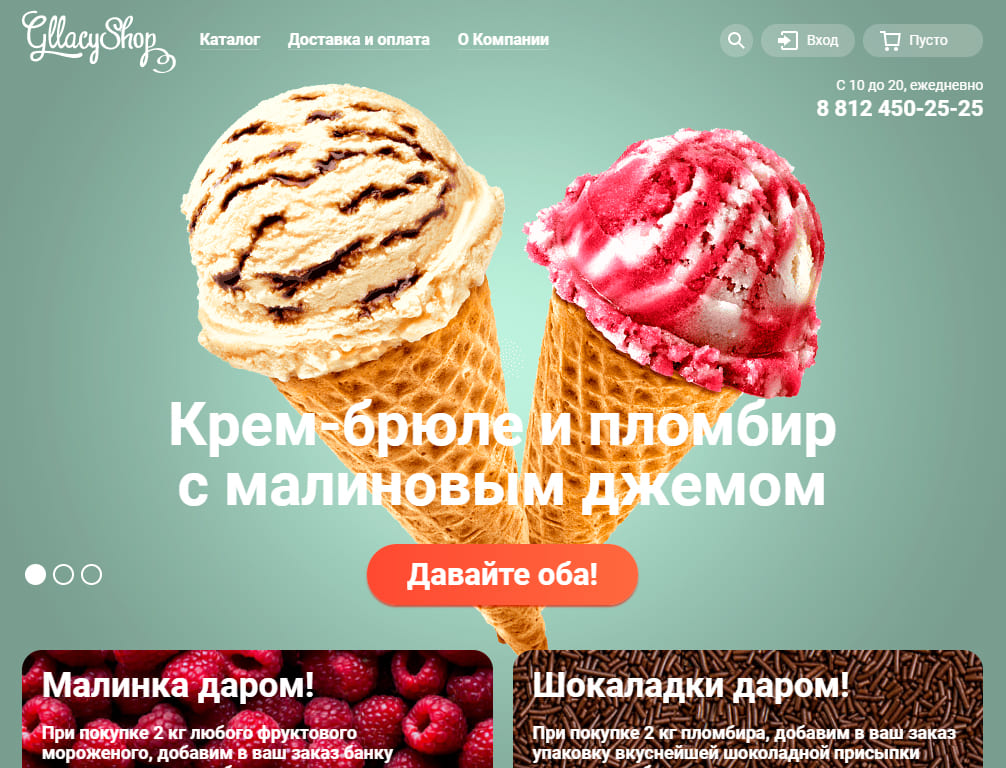 GllacyShop
Каталог
Доставка и оплата
О Компании
Вход
Пусто
С 10 до 20, ежедневно
8 812 450-25-25
Крем-брюле и пломбир
с малиновым джемом
Давайте оба!
Малинка даром!
При покупке 2 кг любого фруктового
мороженого, добавим в ваш заказ банку
Шокаладки даром!
При покупке 2 кг пломбира, добавим в ваш заказ
упаковку вкуснейшей шоколадной присыпки